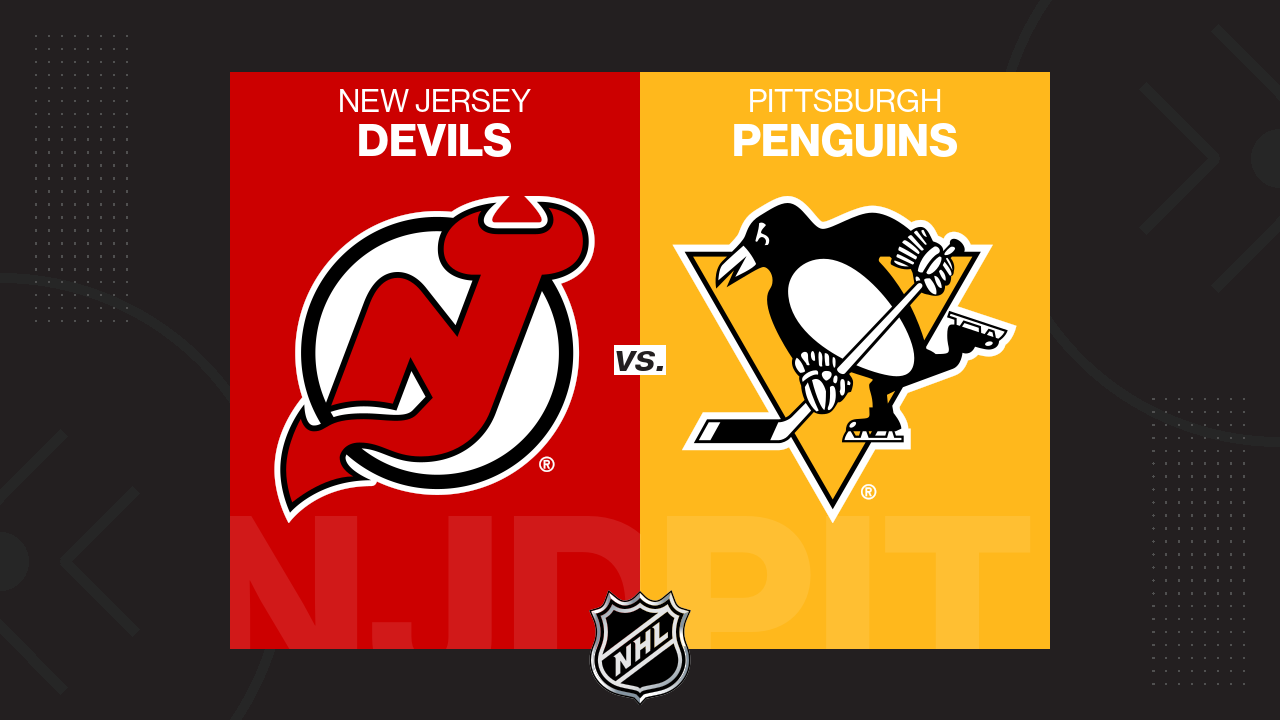 NEW JERSEY
DEVILS
PITTSBURGH
PENGUINS
vs.
®
®
NJD
PIT
NHL